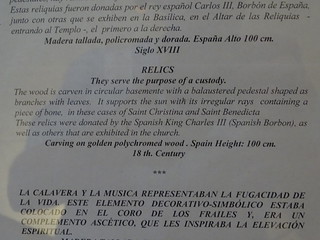 Estas reliquias fueron donadas por el rey español Carlos III, Borbón de España,
junto con otras que se exhiben en la Basílica, en el Altar de las Reliquias -
entrando al Templo-, el primero a la derecha.
Madera tallada, policromada y dorada. España Alto 100 cm.
Siglo XVIII
RELICS
They serve the purpose of a custody.
The wood is carven in circular basements with a balaustered pedestal shaped as
branches with leaves. It supports the sun with its irregular rays containing a
piece of bone, in these cases of Saint Christina and Saint Benedicta
These relics were donated by the Spanish King Charles III (Spanish Borbon), as
well as others that are exhibited in the church.
Carving on golden polychromed wood . Spain Height: 100 cm.
18 th. Century
***
LA CALAVERA Y LA MUSICA REPRESENTABAN LA FUGACIDAD
DE LA VIDA ESTE ELEMENTO DECORATIVO-SIMBÓLICO ESTABA
COLOCADO EN EL CORO DE LOS FRAILES Y, ERA UN
COMPLEMENTO ASCÉTICO, QUE LES INSPIRABA LA ELEVACIÓN
ESPIRITUAL.